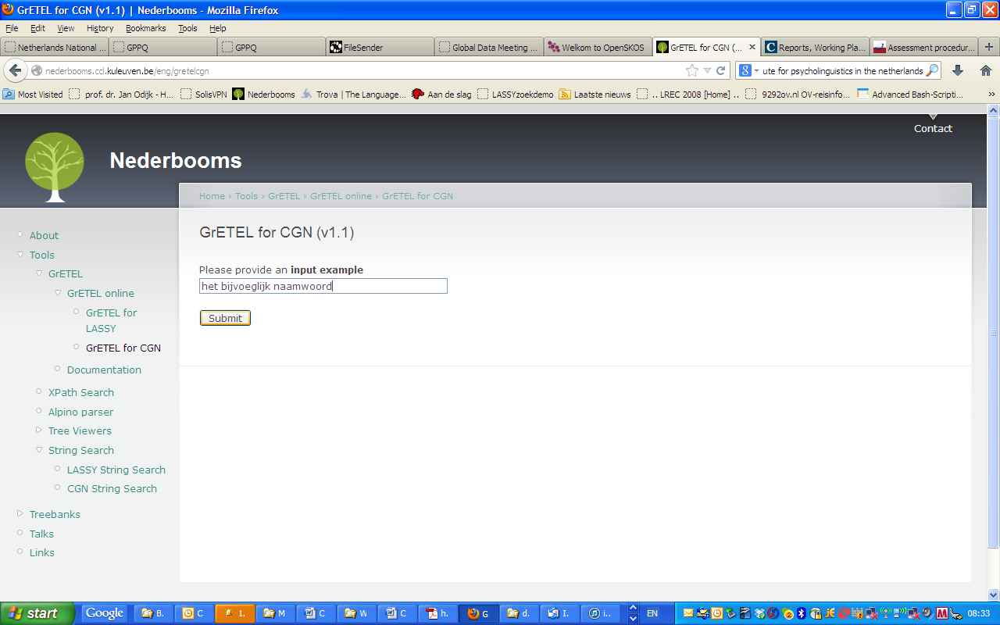 GrETEL for CGN (v1.1) | Nederbooms - Mozilla Firefox
File Edit View History Bookmarks Tools Help
Netherlands National ... GPPQ GPPQ FileSender Global Data Meeting ... Welkom to OpenSKOS GrETEL for CGN (... Reports, Working Pla... Assessment procedur...
nederbooms.ccl.kuleuven.be/eng/gretelcgn ute for psycholinguistics in the netherlands
Most Visited prof. dr. Jan Odijk - H... SolisVPN Nederbooms Trova | The Language... Aan de slag LASSYzoekdemo Laatste nieuws .. LREC 2008 [Home] .. 9292ov.nl OV-reisinfo... Advanced Bash-Scripti... »
Contact
Nederbooms
Home › Tools › GrETEL › GrETEL online › GrETEL for CGN
GrETEL for CGN (v1.1)
Please provide an input example
het bijvoeglijk naamwoord
Submit
About
Tools
GrETEL
GrETEL online
GrETEL for
LASSY
GrETEL for CGN
Documentation
XPath Search
Alpino parser
Tree Viewers
String Search
LASSY String Search
CGN String Search
Treebanks
Talks
Links
start Google B. C 1. M C W C h. G d. I. i.. EN 08:33